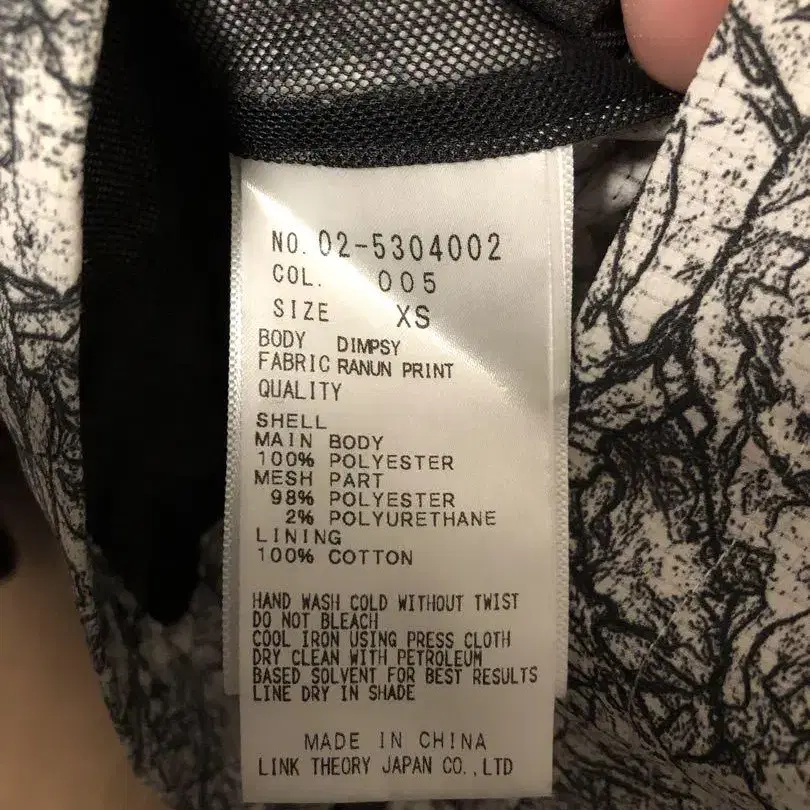 NO. 02-5304002
COL. 005
SIZE XS
BODY DIMPSY
FABRIC RANUN PRINT
QUALITY
SHELL
MAIN BODY
100% POLYESTER
MESH PART
98% POLYESTER
2% POLYURETHANE
LINING
100% COTTON
HAND WASH COLD WITHOUT TWIST
DO NOT BLEACH
COOL IRON USING PRESS CLOTH
DRY CLEAN WITH PETROLEUM
BASED SOLVENT FOR BEST RESULTS
LINE DRY IN SHADE
MADE IN CHINA
LINK THEORY JAPAN CO.,LTD